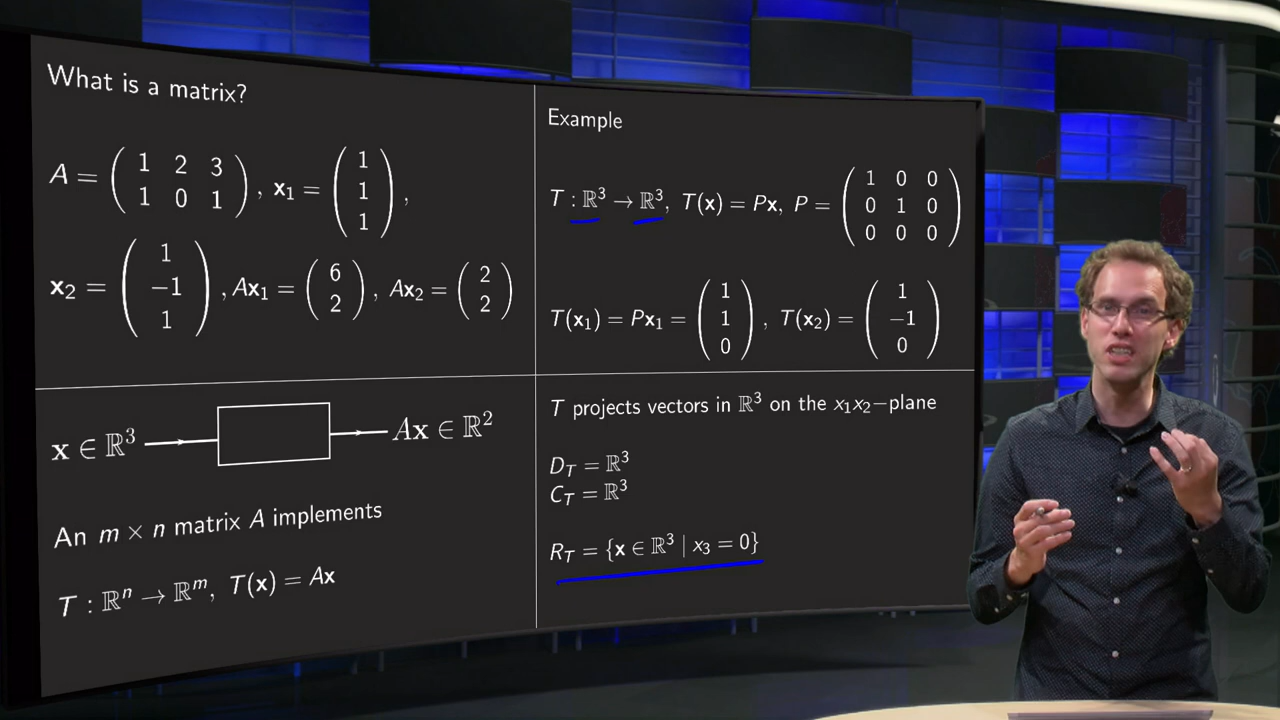 What is a matrix?
A = ( 1 2 3 ; 1 0 1 ), x₁ = ( 1 ; 1 ; 1 ),
x₂ = ( 1 ; −1 ; 1 ), Ax₁ = ( 6 ; 2 ), Ax₂ = ( 2 ; 2 )
x ∈ ℝ³ Ax ∈ ℝ²
An m × n matrix A implements
T : ℝⁿ → ℝᵐ, T(x) = Ax
Example
T : ℝ³ → ℝ³, T(x) = Px, P = ( 1 0 0 ; 0 1 0 ; 0 0 0 )
T(x₁) = Px₁ = ( 1 ; 1 ; 0 ), T(x₂) = ( 1 ; −1 ; 0 )
T projects vectors in ℝ³ on the x₁x₂−plane
D_T = ℝ³
C_T = ℝ³
R_T = {x ∈ ℝ³ | x₃ = 0}